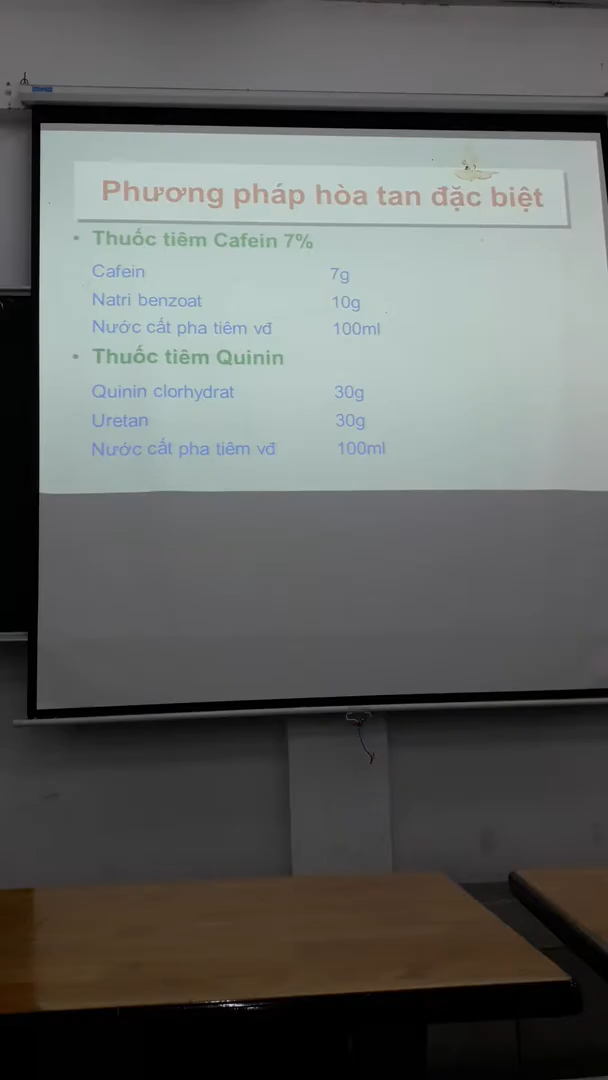 Phương pháp hòa tan đặc biệt
• Thuốc tiêm Cafein 7%
Cafein 7g
Natri benzoat 10g
Nước cất pha tiêm vđ 100ml
• Thuốc tiêm Quinin
Quinin clorhydrat 30g
Uretan 30g
Nước cất pha tiêm vđ 100ml